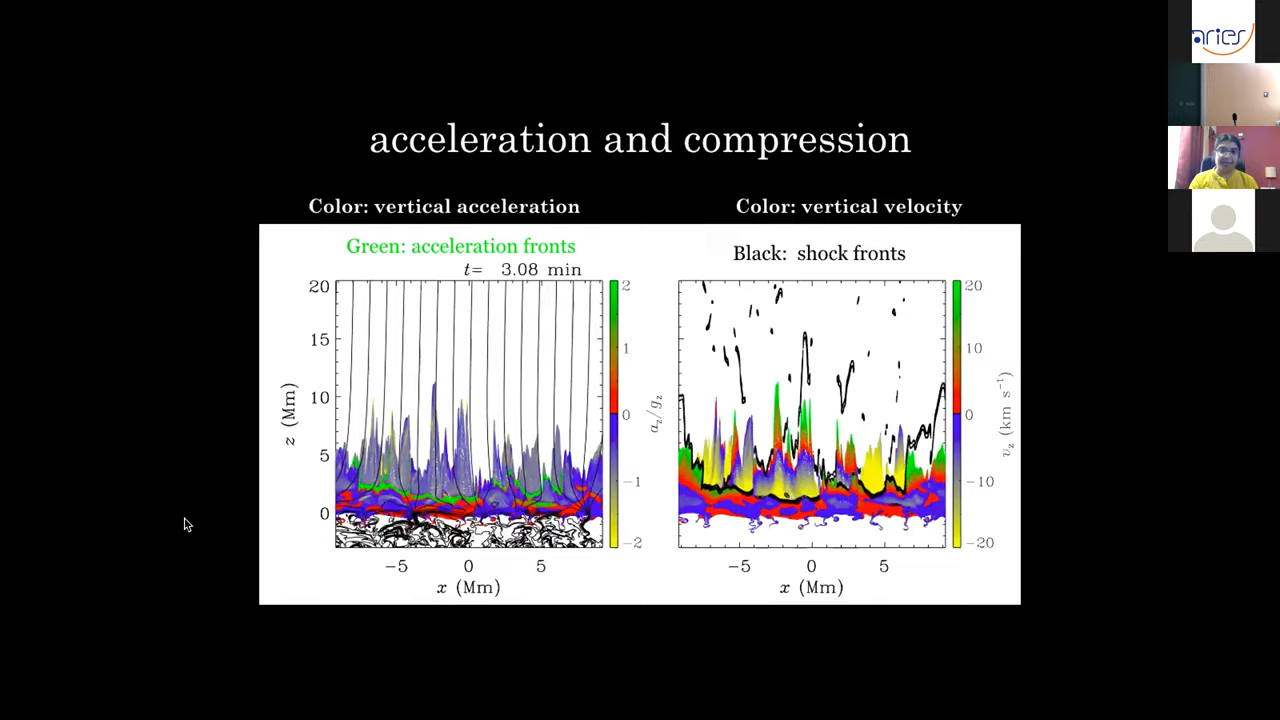 aries
acceleration and compression
Color: vertical acceleration
Color: vertical velocity
Green: acceleration fronts
Black: shock fronts
t= 3.08 min
20
15
10
5
0
z (Mm)
−5 0 5
x (Mm)
2
1
0
−1
−2
a_z/g_z
−5 0 5
x (Mm)
20
10
0
−10
−20
v_z (km s⁻¹)